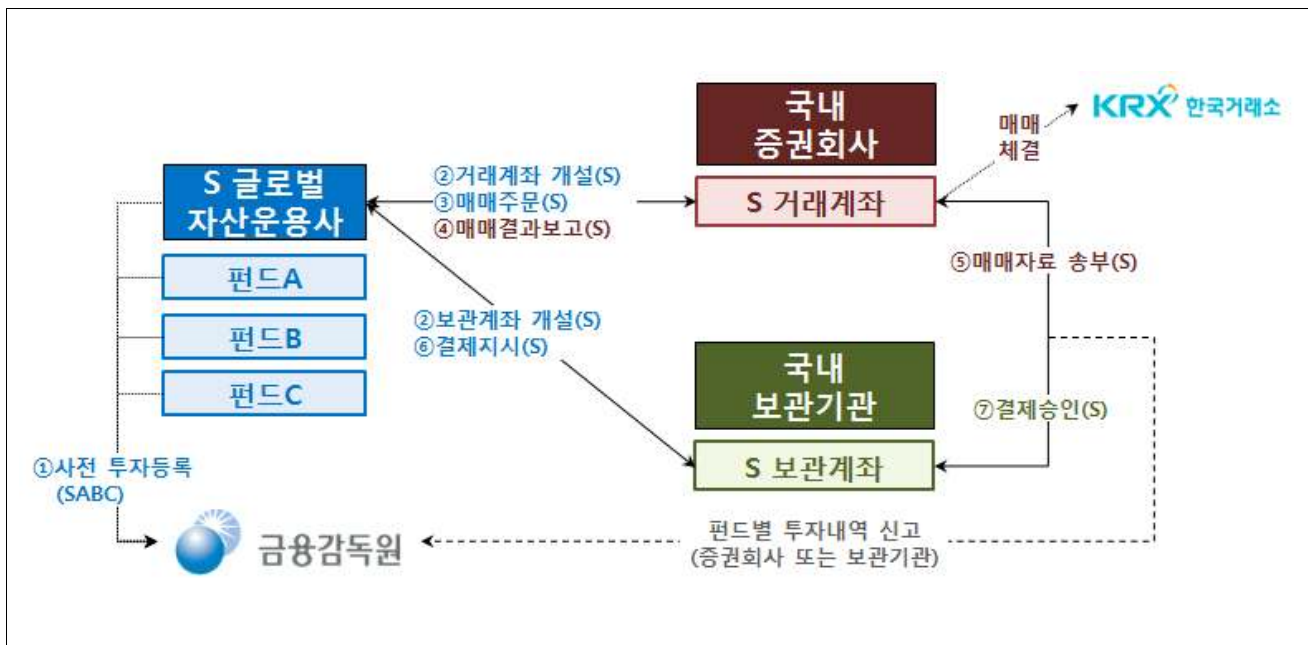 국내
증권회사
KRX 한국거래소
매매
체결
S 글로벌
자산운용사
②거래계좌 개설(S)
③매매주문(S)
④매매결과보고(S)
S 거래계좌
⑤매매자료 송부(S)
펀드A
펀드B
펀드C
②보관계좌 개설(S)
⑥결제지시(S)
국내
보관기관
⑦결제승인(S)
S 보관계좌
①사전 투자등록
(SABC)
금융감독원
펀드별 투자내역 신고
(증권회사 또는 보관기관)